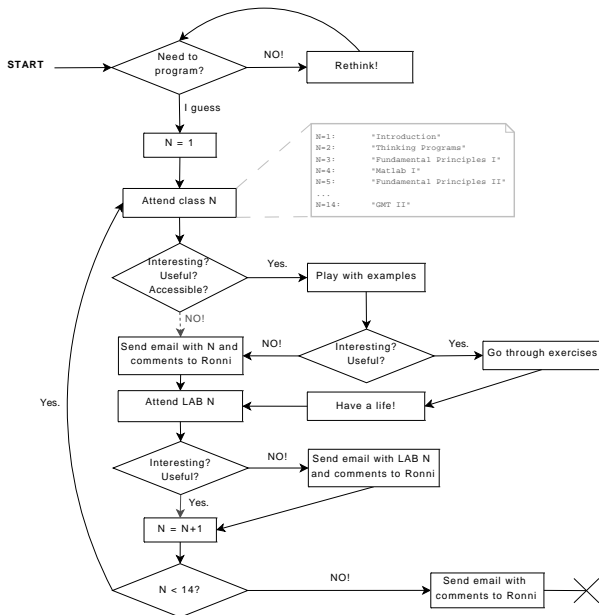 START
Need to
program?
NO!
Rethink!
I guess
N = 1
N=1: "Introduction"
N=2: "Thinking Programs"
N=3: "Fundamental Principles I"
N=4: "Matlab I"
N=5: "Fundamental Principles II"
...
N=14: "GMT II"
Attend class N
Interesting?
Useful?
Accessible?
Yes.
Play with examples
NO!
Send email with N and
comments to Ronni
NO!
Interesting?
Useful?
Yes.
Go through exercises
Yes.
Attend LAB N
Have a life!
Interesting?
Useful?
NO!
Send email with LAB N
and comments to Ronni
Yes.
N = N+1
N < 14?
NO!
Send email with
comments to Ronni